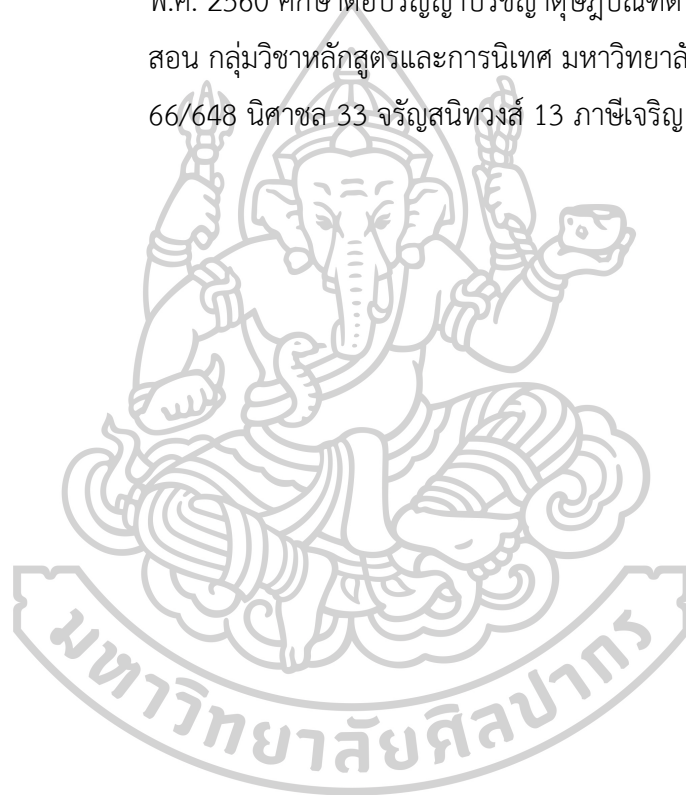 พ.ศ. 2560 ศึกษาต่อปริญญาปรัชญาดุษฎีบัณฑิต
สอน กลุ่มวิชาหลักสูตรและการนิเทศ มหาวิทยาลั
66/648 นิศาชล 33 จรัญสนิทวงส์ 13 ภาษีเจริญ
มหาวิทยาลัยศิลปากร